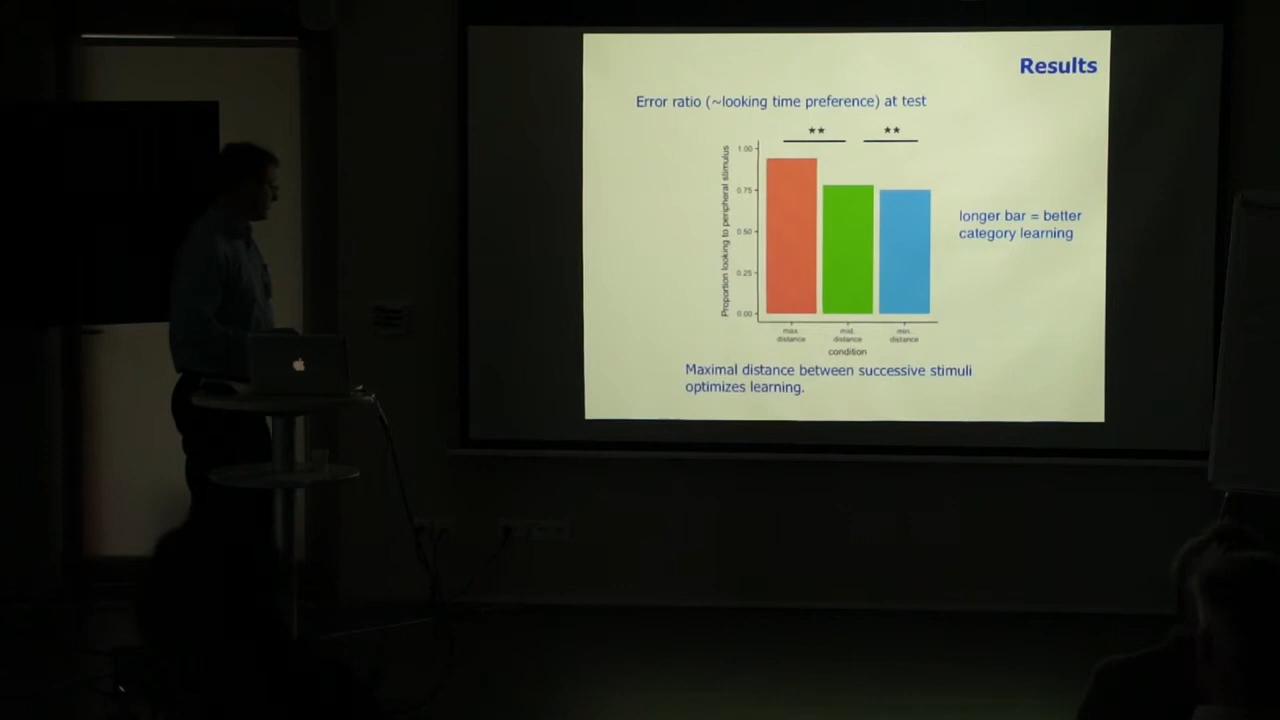 Results
Error ratio (~looking time preference) at test
★★ ★★
Proportion looking to peripheral stimulus
1.00
0.75
0.50
0.25
0.00
max. mid. min.
distance distance distance
condition
longer bar = better
category learning
Maximal distance between successive stimuli
optimizes learning.